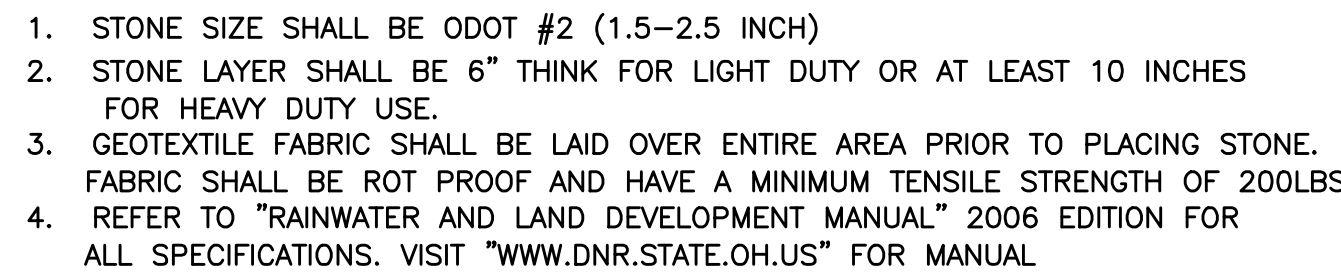 1. STONE SIZE SHALL BE ODOT #2 (1.5-2.5 INCH)
2. STONE LAYER SHALL BE 6" THINK FOR LIGHT DUTY OR AT LEAST 10 INCHES
FOR HEAVY DUTY USE.
3. GEOTEXTILE FABRIC SHALL BE LAID OVER ENTIRE AREA PRIOR TO PLACING STONE.
FABRIC SHALL BE ROT PROOF AND HAVE A MINIMUM TENSILE STRENGTH OF 200LBS
4. REFER TO "RAINWATER AND LAND DEVELOPMENT MANUAL" 2006 EDITION FOR
ALL SPECIFICATIONS. VISIT "WWW.DNR.STATE.OH.US" FOR MANUAL